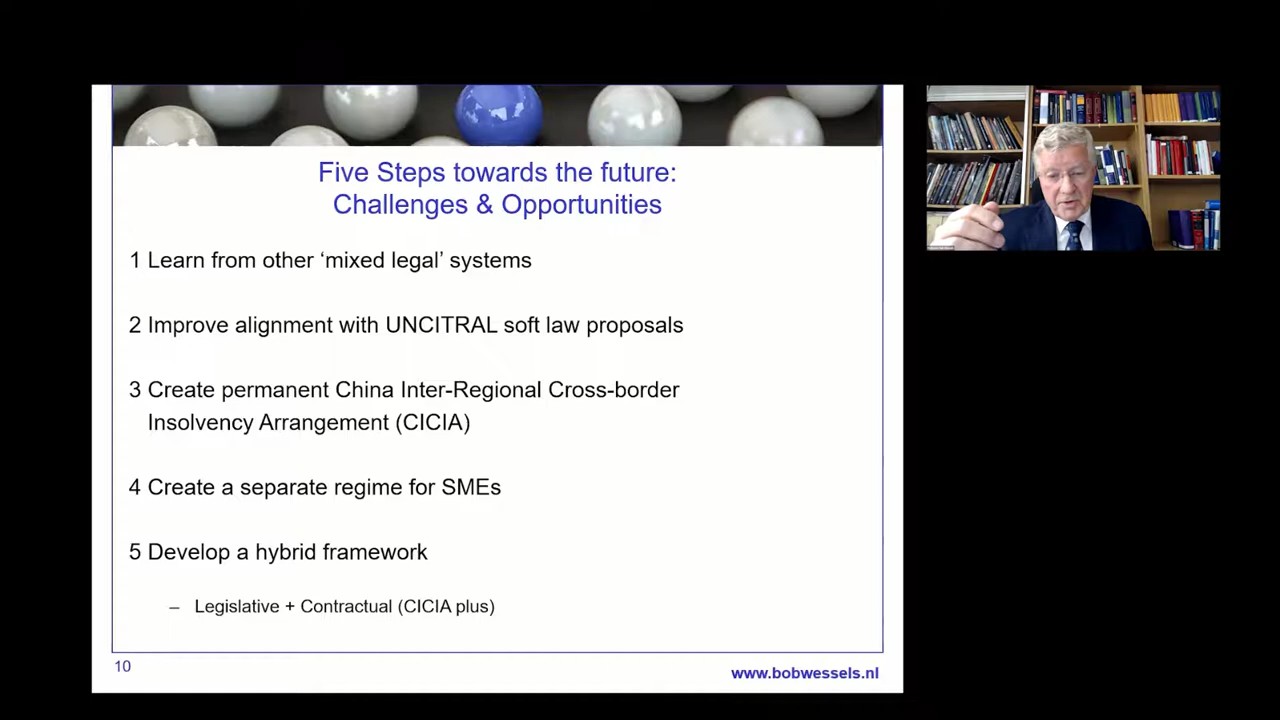 Five Steps towards the future:
Challenges & Opportunities
1 Learn from other ‘mixed legal’ systems
2 Improve alignment with UNCITRAL soft law proposals
3 Create permanent China Inter-Regional Cross-border
Insolvency Arrangement (CICIA)
4 Create a separate regime for SMEs
5 Develop a hybrid framework
– Legislative + Contractual (CICIA plus)
10
www.bobwessels.nl